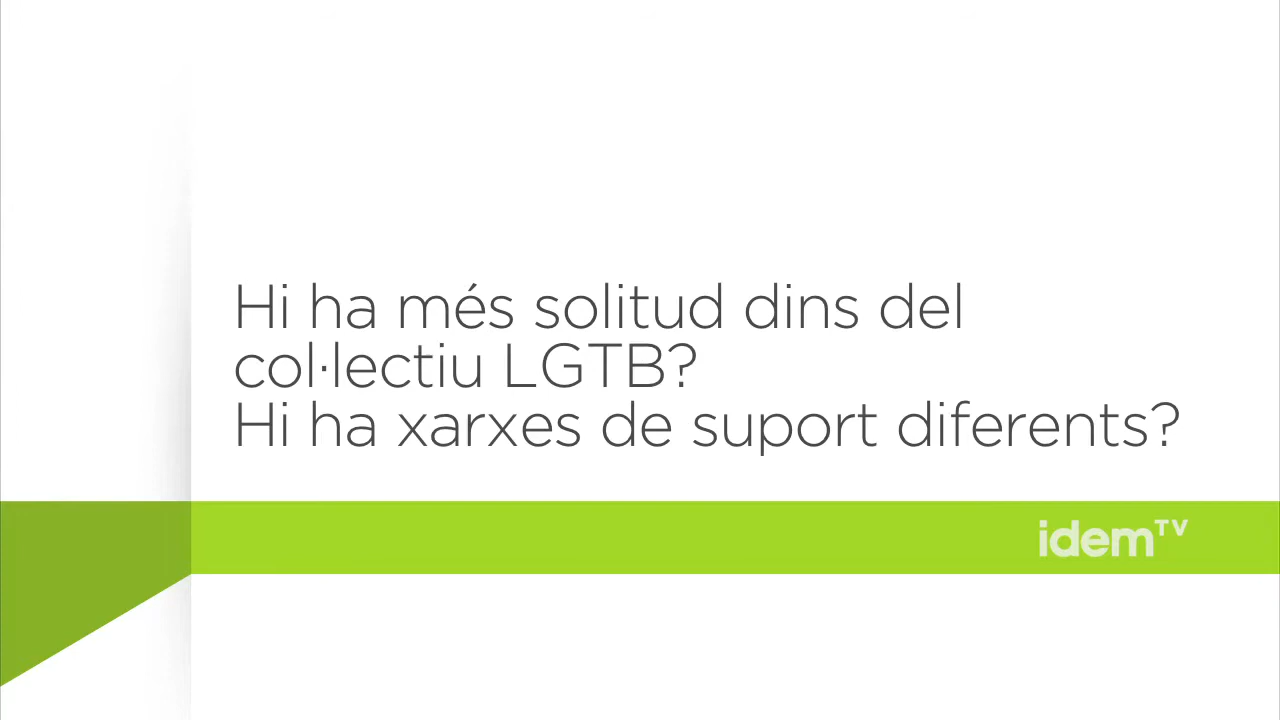 Hi ha més solitud dins del
col·lectiu LGTB?
Hi ha xarxes de suport diferents?
idemTV